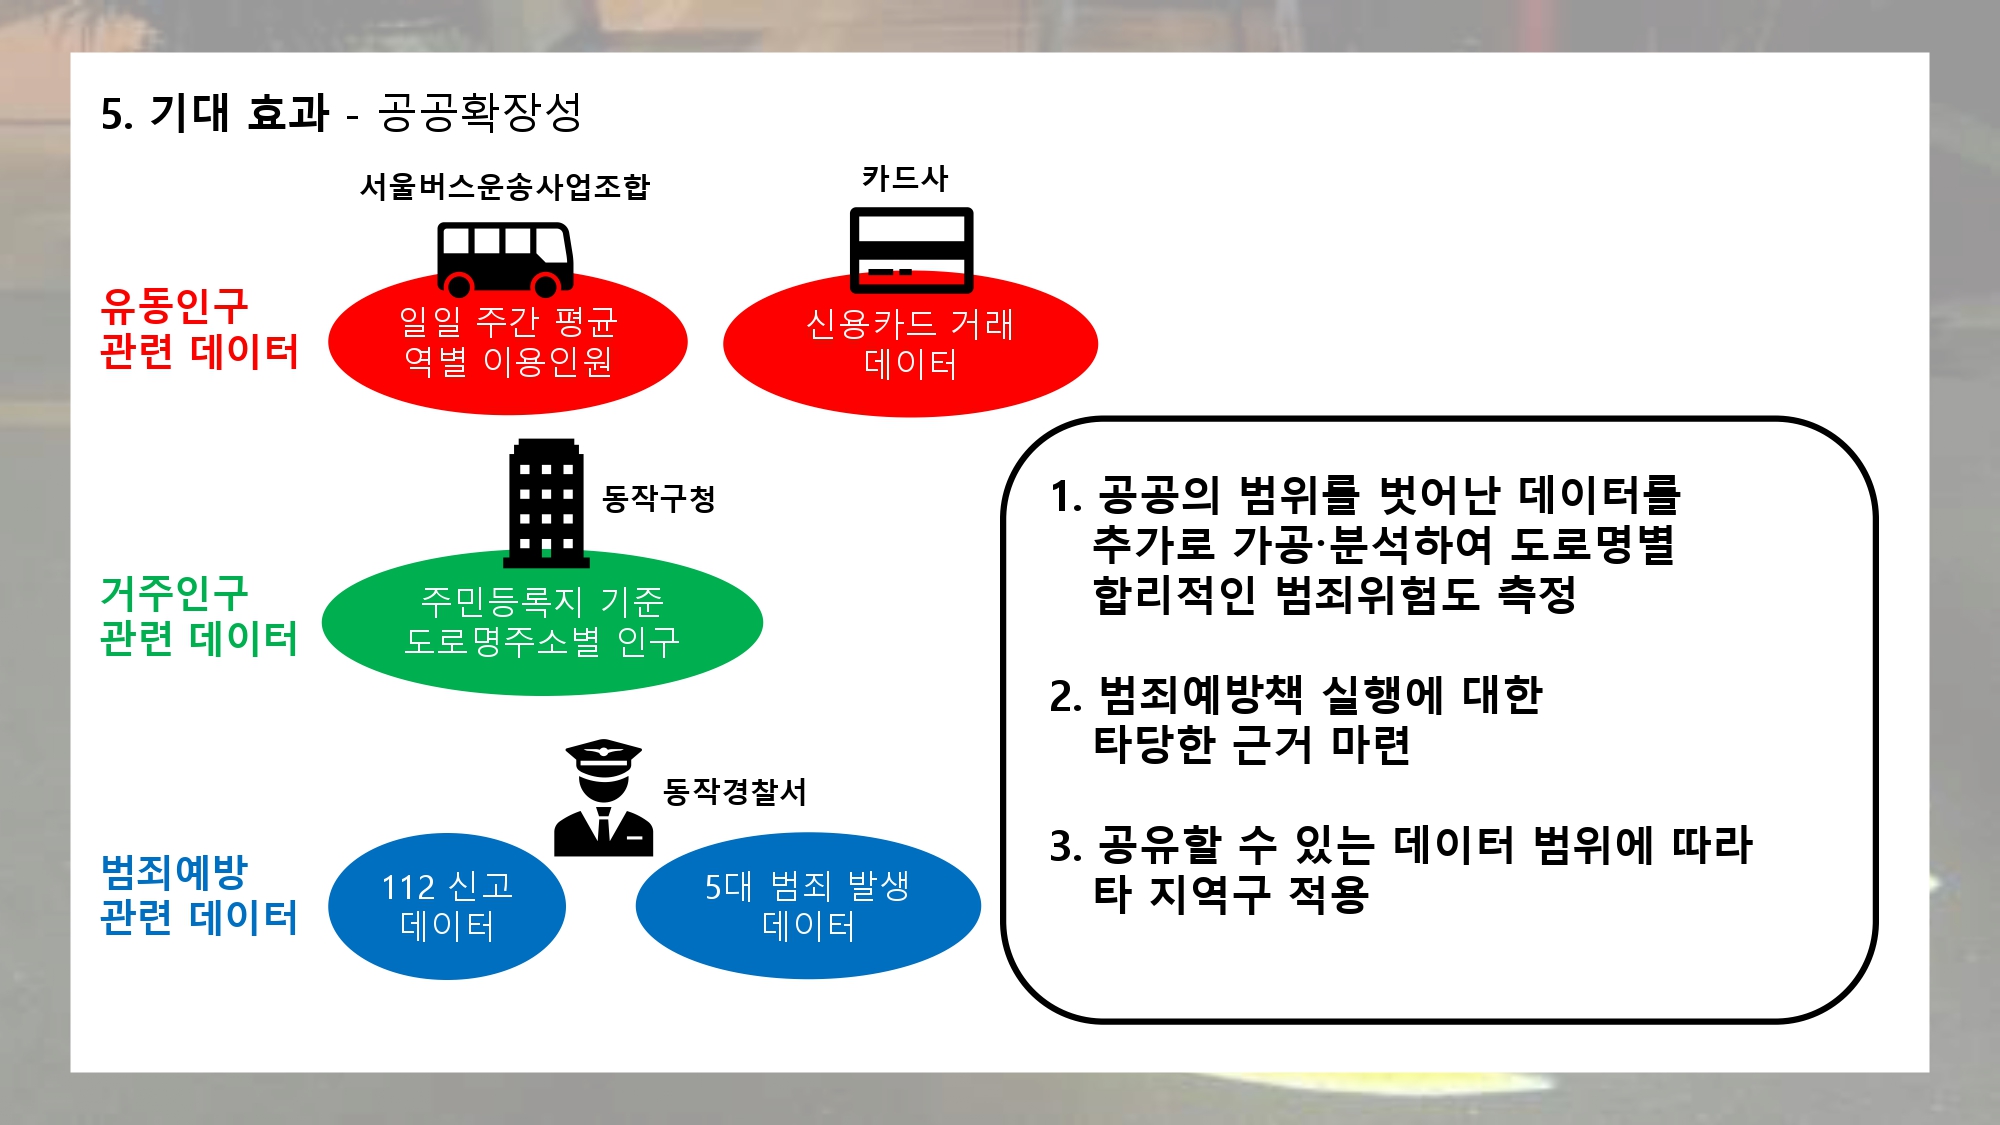 5. 기대 효과 - 공공확장성
서울버스운송사업조합
카드사
유동인구
관련 데이터
일일 주간 평균
역별 이용인원
신용카드 거래
데이터
동작구청
거주인구
관련 데이터
주민등록지 기준
도로명주소별 인구
동작경찰서
범죄예방
관련 데이터
112 신고
데이터
5대 범죄 발생
데이터
1. 공공의 범위를 벗어난 데이터를
추가로 가공·분석하여 도로명별
합리적인 범죄위험도 측정
2. 범죄예방책 실행에 대한
타당한 근거 마련
3. 공유할 수 있는 데이터 범위에 따라
타 지역구 적용